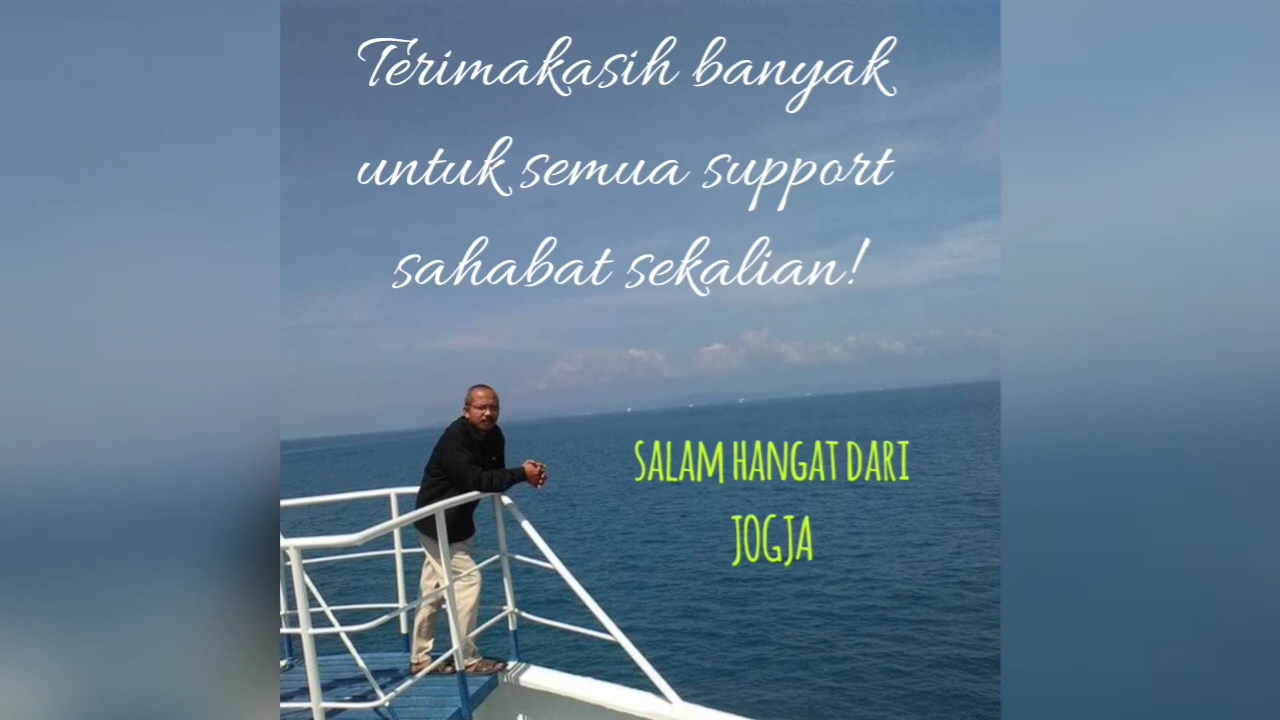 Terimakasih banyak
untuk semua support
sahabat sekalian!
SALAM HANGAT DARI
JOGJA